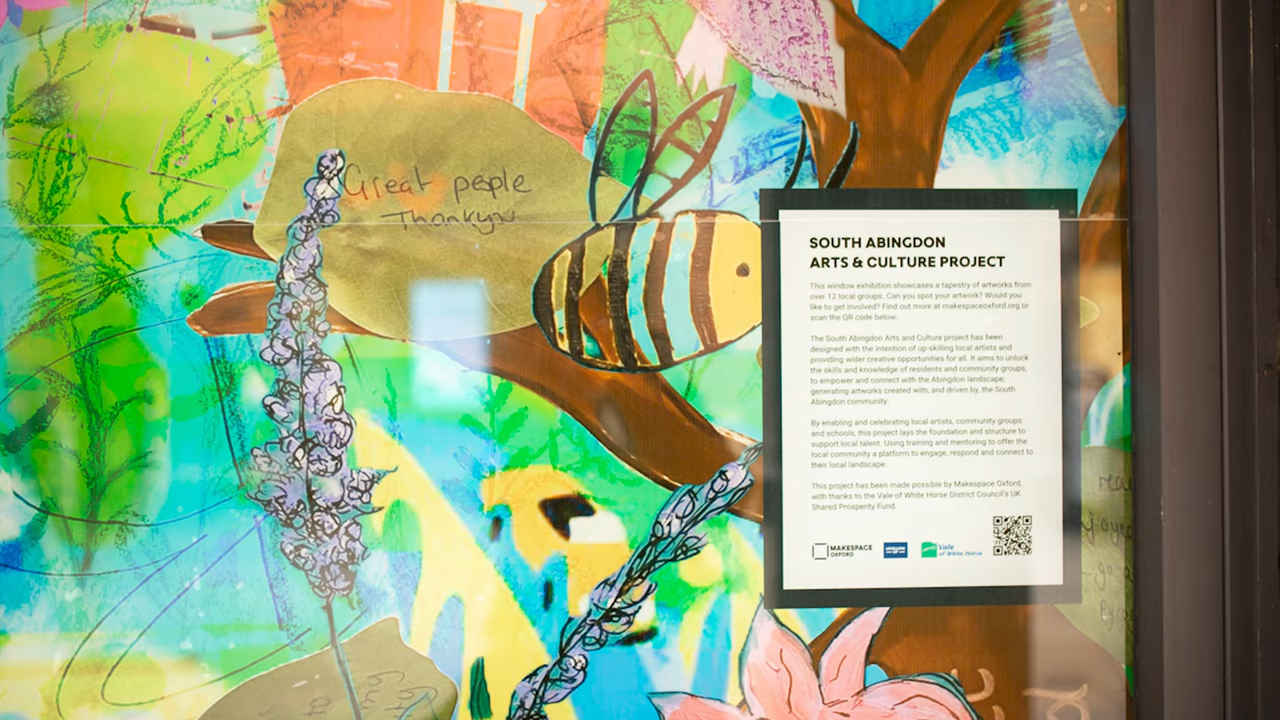 Great people
Thankyou
SOUTH ABINGDON
ARTS & CULTURE PROJECT
This window exhibition showcases a tapestry of artworks from
over 12 local groups; Can you spot your artwork? Would you
like to get involved? Find out more at makespaceoxford.org or
scan the QR code below.
The South Abingdon Arts and Culture project has been
designed with the intention of up-skilling local artists and
providing wider creative opportunities for all. It aims to unlock
the skills and knowledge of residents and community groups,
to empower and connect with the Abingdon landscape;
generating artworks created with, and driven by, the South
Abingdon community.
By enabling and celebrating local artists, community groups
and schools, this project lays the foundation and structure to
support local talent. Using training and mentoring to offer the
local community a platform to engage, respond and connect to
their local landscape.
This project has been made possible by Makespace Oxford,
with thanks to the Vale of White Horse District Council's UK
Shared Prosperity Fund.
MAKESPACE
OXFORD
Vale
of White Horse